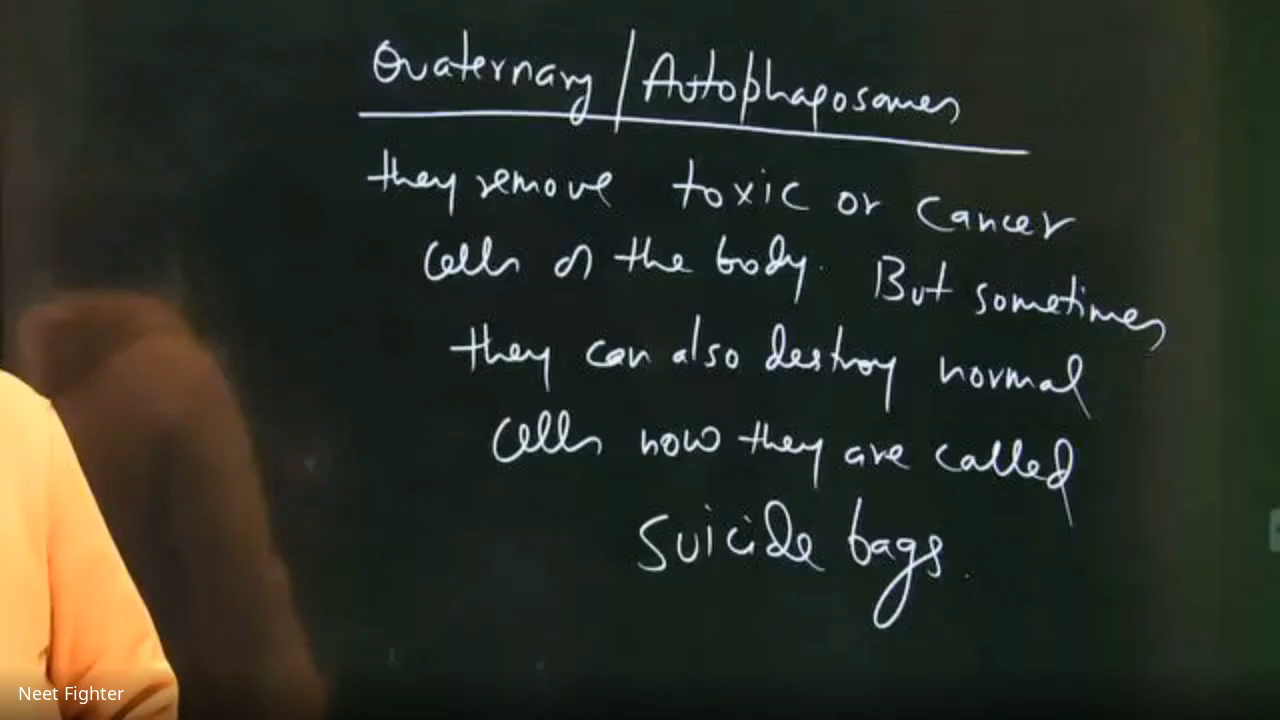 Quaternary / Autophagosomes
they remove toxic or cancer
cells of the body. But sometimes
they can also destroy normal
cells now they are called
suicide bags.
Neet Fighter